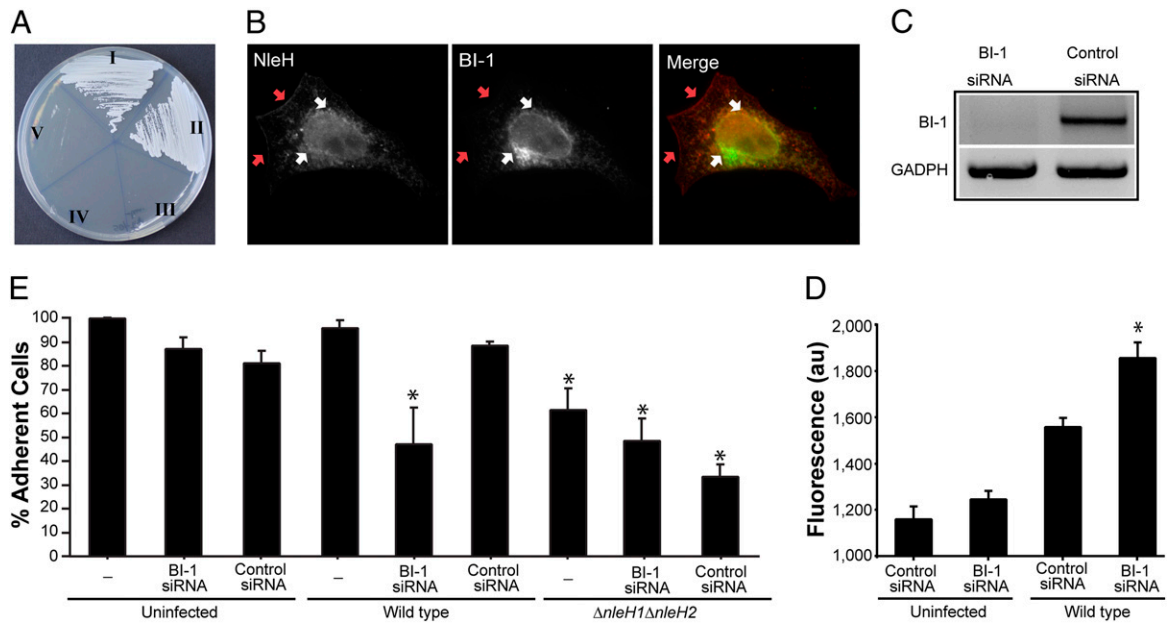 A
I
II
III
IV
V
B
NleH
BI-1
Merge
C
BI-1
siRNA
Control
siRNA
BI-1
GADPH
E
% Adherent Cells
100
90
80
70
60
50
40
30
20
10
0
*
*
*
*
–
BI-1
siRNA
Control
siRNA
–
BI-1
siRNA
Control
siRNA
–
BI-1
siRNA
Control
siRNA
Uninfected
Wild type
ΔnleH1ΔnleH2
D
Fluorescence (au)
2,000
1,800
1,600
1,400
1,200
1,000
*
Control
siRNA
BI-1
siRNA
Control
siRNA
BI-1
siRNA
Uninfected
Wild type